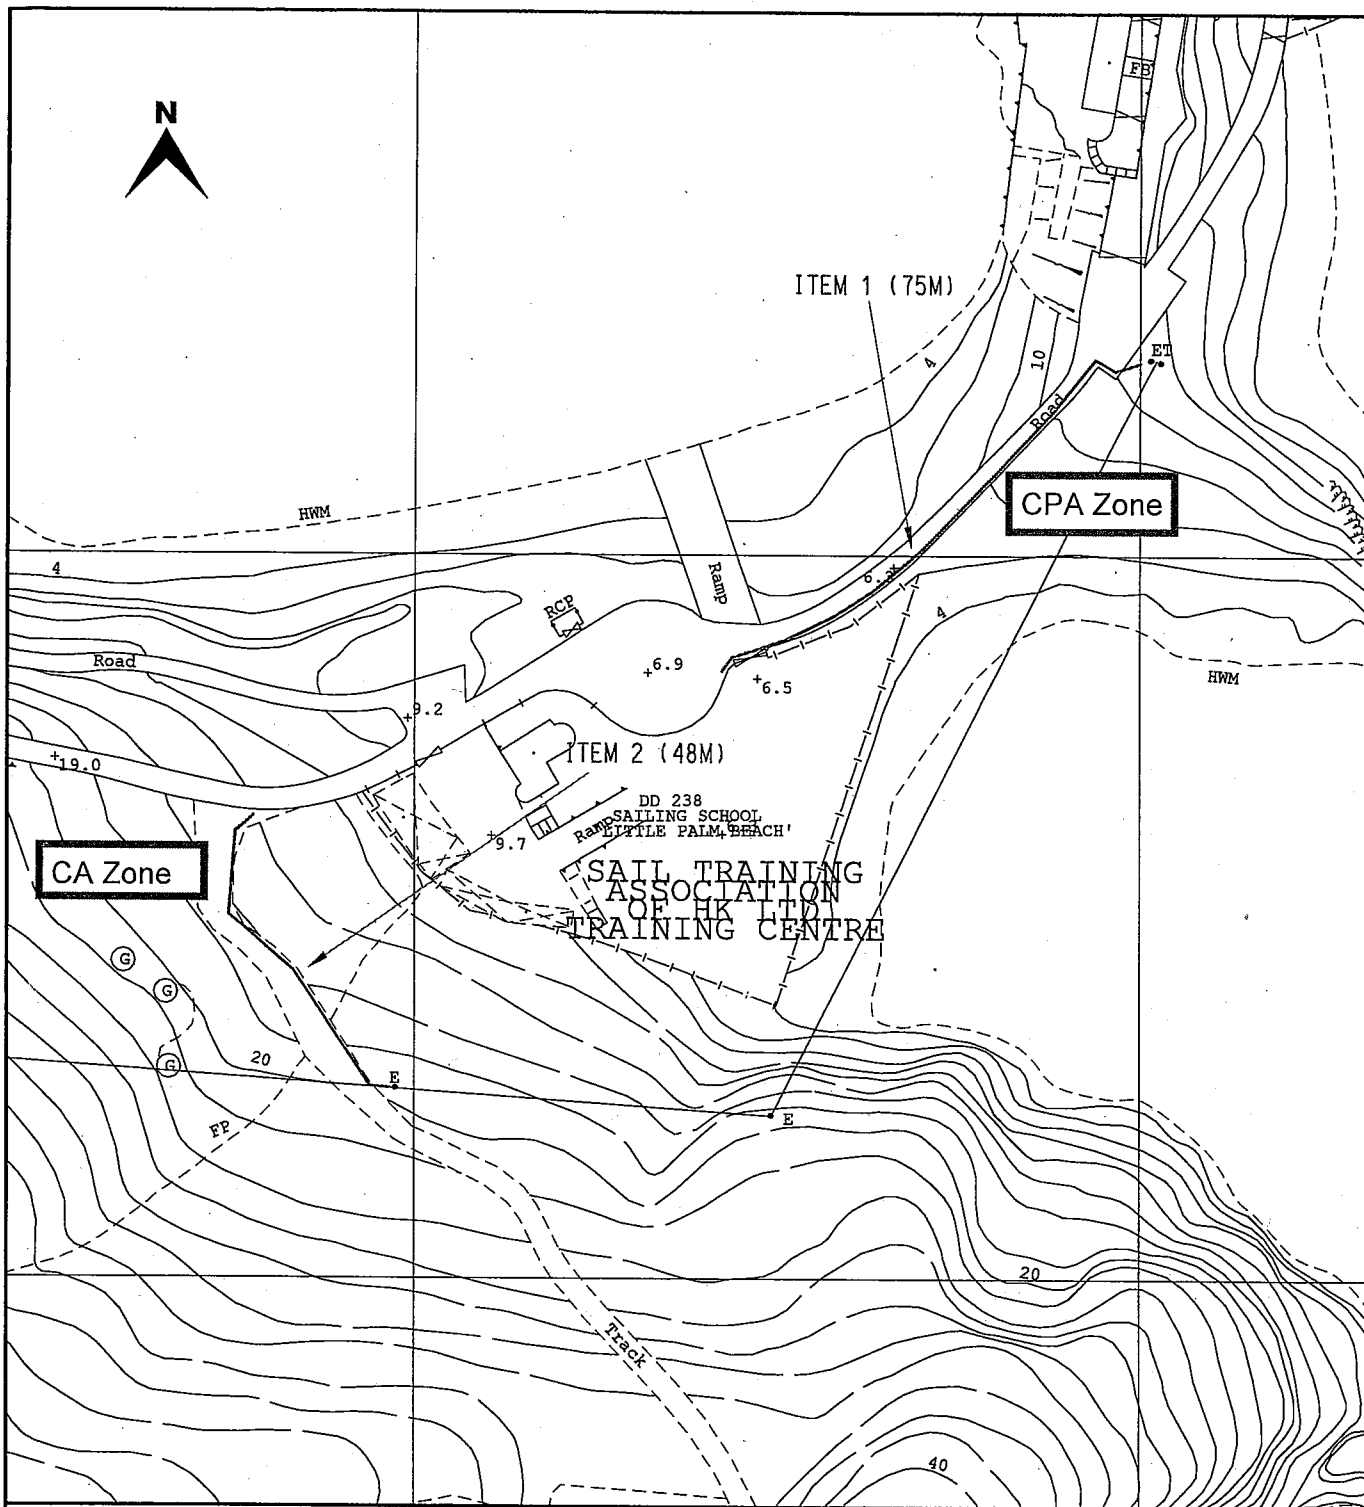 N
FB
ITEM 1 (75M)
ET
4
10
Road
CPA Zone
HWM
4
Ramp
RCP
4
Road
6.9
6.5
HWM
9.2
ITEM 2 (48M)
19.0
DD 238
SAILING SCHOOL
'LITTLE PALM BEACH'
Ramp
9.7
CA Zone
SAIL TRAINING
ASSOCIATION
OF HK LTD
TRAINING CENTRE
G
G
G
20
E
E
FP
20
Track
40